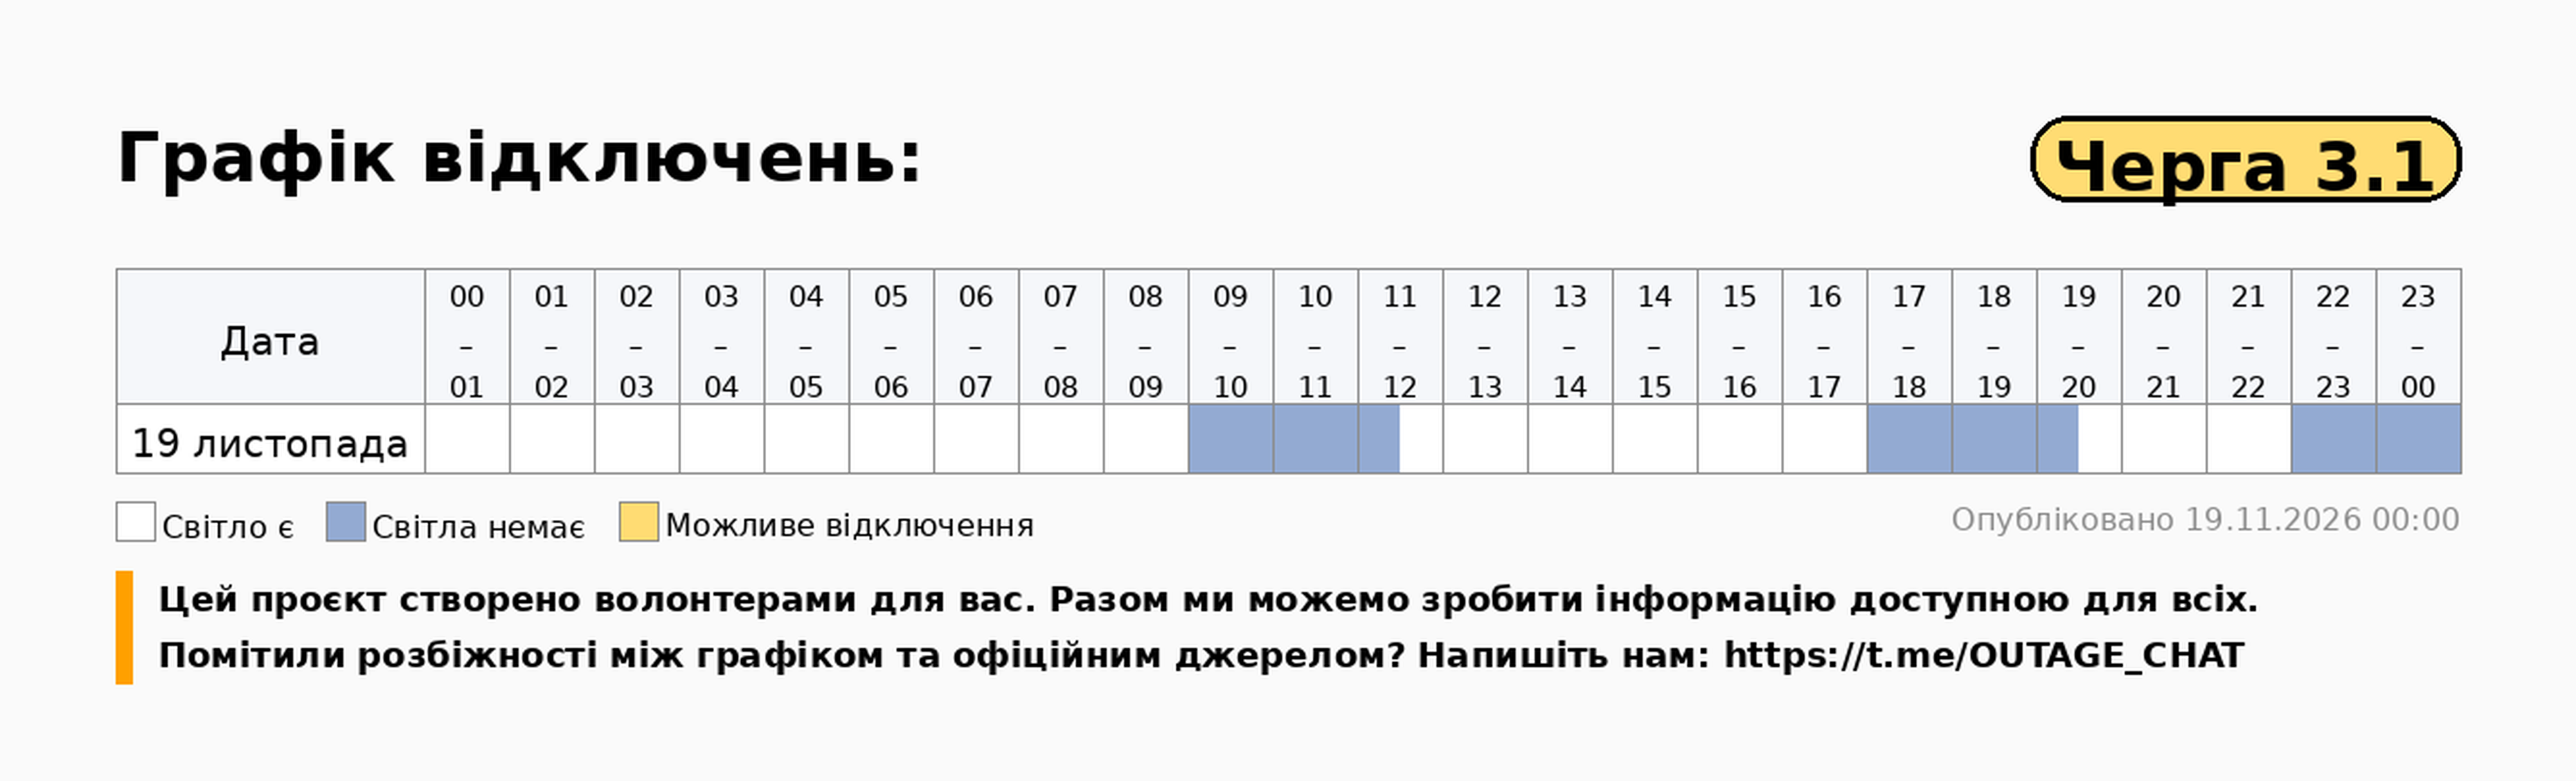 Графік відключень:
Черга 3.1
Дата
00 – 01
01 – 02
02 – 03
03 – 04
04 – 05
05 – 06
06 – 07
07 – 08
08 – 09
09 – 10
10 – 11
11 – 12
12 – 13
13 – 14
14 – 15
15 – 16
16 – 17
17 – 18
18 – 19
19 – 20
20 – 21
21 – 22
22 – 23
23 – 00
19 листопада
Світло є
Світла немає
Можливе відключення
Опубліковано 19.11.2026 00:00
Цей проєкт створено волонтерами для вас. Разом ми можемо зробити інформацію доступною для всіх.
Помітили розбіжності між графіком та офіційним джерелом? Напишіть нам: https://t.me/OUTAGE_CHAT